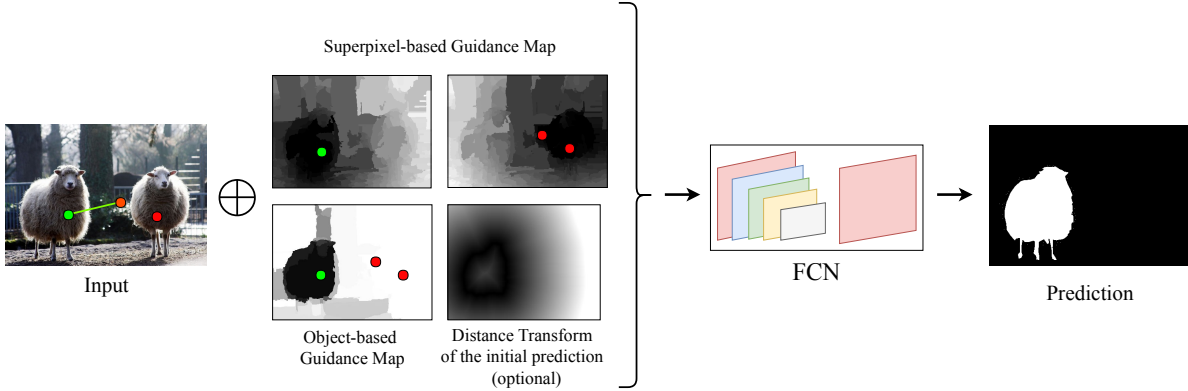 Superpixel-based Guidance Map
Input
Object-based
Guidance Map
Distance Transform
of the initial prediction
(optional)
FCN
Prediction